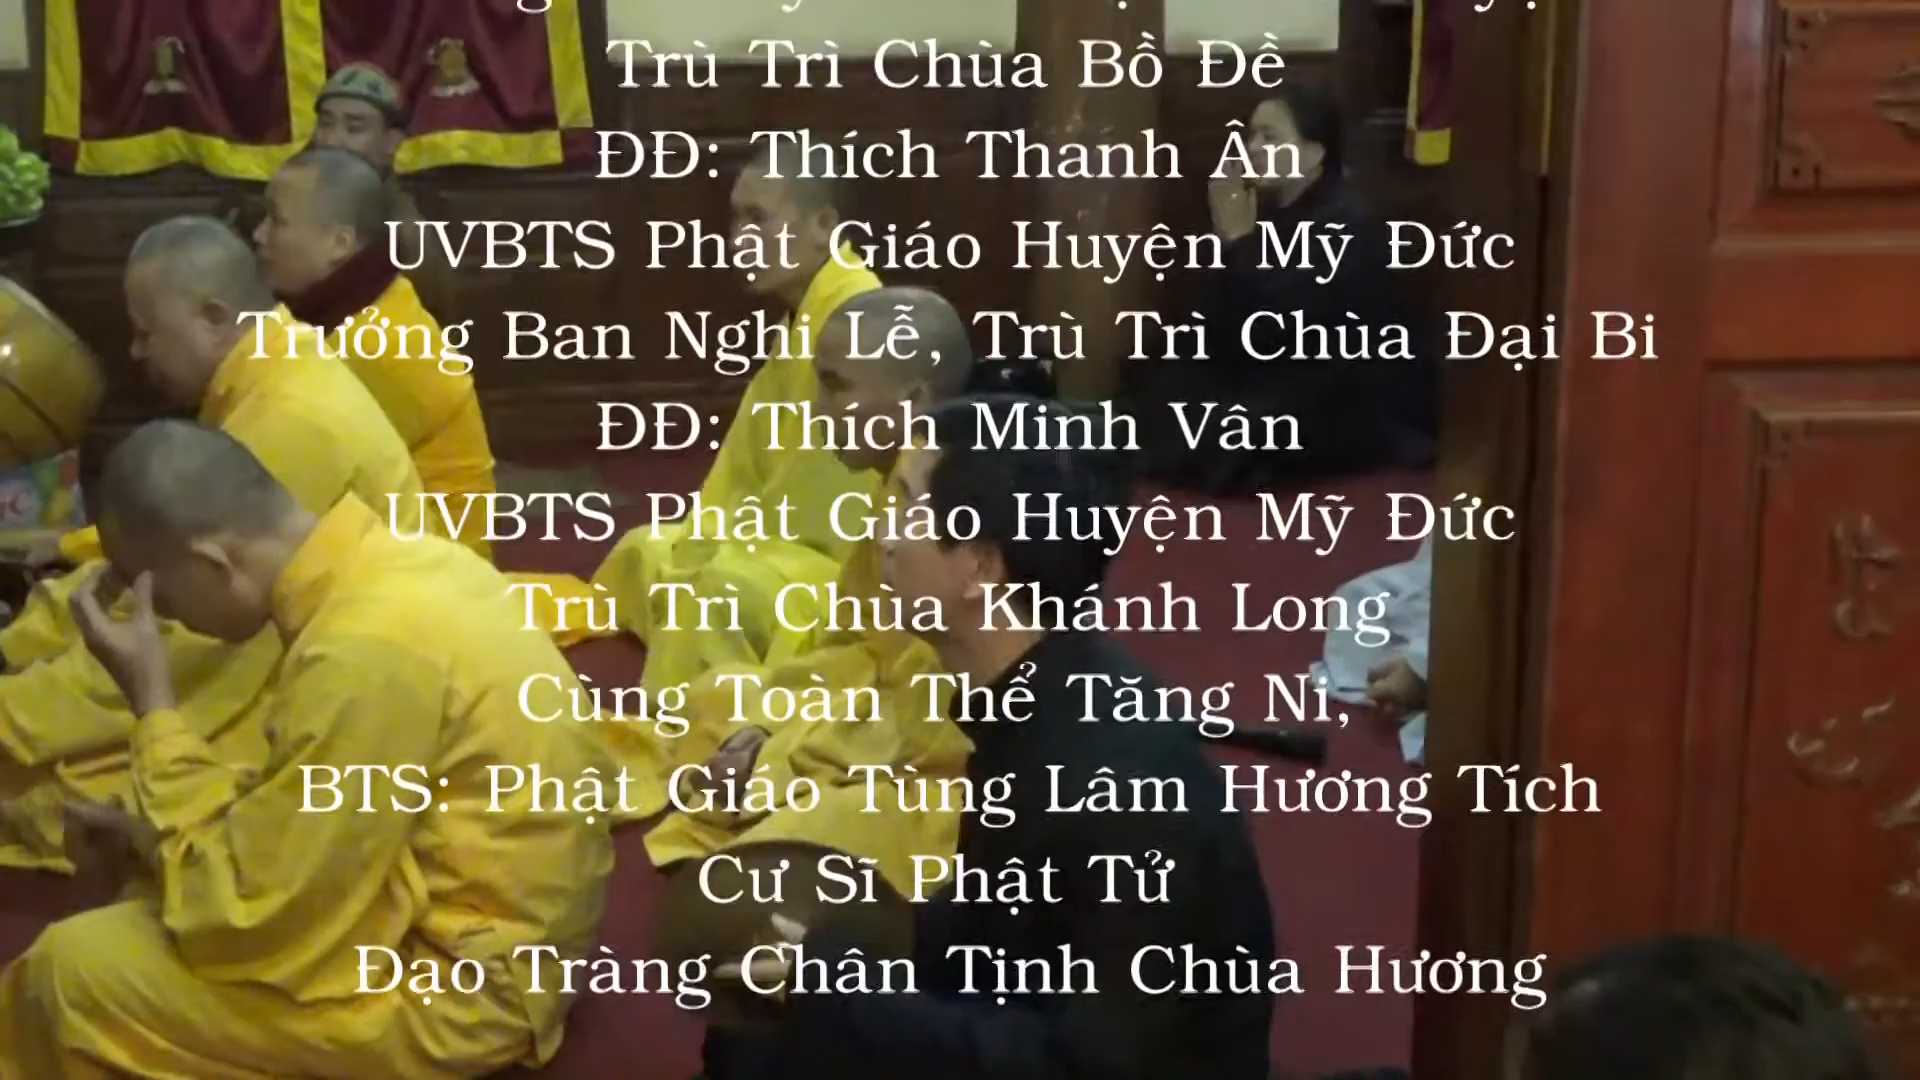 Trù Trì Chùa Bồ Đề
ĐĐ: Thích Thanh Ân
UVBTS Phật Giáo Huyện Mỹ Đức
Trưởng Ban Nghi Lễ, Trù Trì Chùa Đại Bi
ĐĐ: Thích Minh Vân
UVBTS Phật Giáo Huyện Mỹ Đức
Trù Trì Chùa Khánh Long
Cùng Toàn Thể Tăng Ni,
BTS: Phật Giáo Tùng Lâm Hương Tích
Cư Sĩ Phật Tử
Đạo Tràng Chân Tịnh Chùa Hương